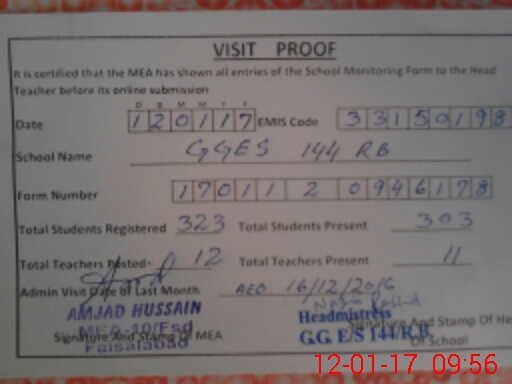 VISIT PROOF
It is certified that the MEA has shown all entries of the School Monitoring Form to the Head
Teacher before its online submission
D D M M Y Y
Date 1 2 0 1 1 7 EMIS Code 3 3 1 5 0 1 9 8
School Name GGES 144 RB
Form Number 1 7 0 1 1 2 0 9 4 6 1 7 8
Total Students Registered 323 Total Students Present 303
Total Teachers Posted 12 Total Teachers Present 11
Admin Visit Date of Last Month AEO 16/12/2016
AMJAD HUSSAIN
MEA-10/Fsd
Faisalabad
Signature And Stamp Of MEA
Headmistress
G.G. E/S 144/R.B.
Signature And Stamp Of He
Of School
12-01-17 09:56